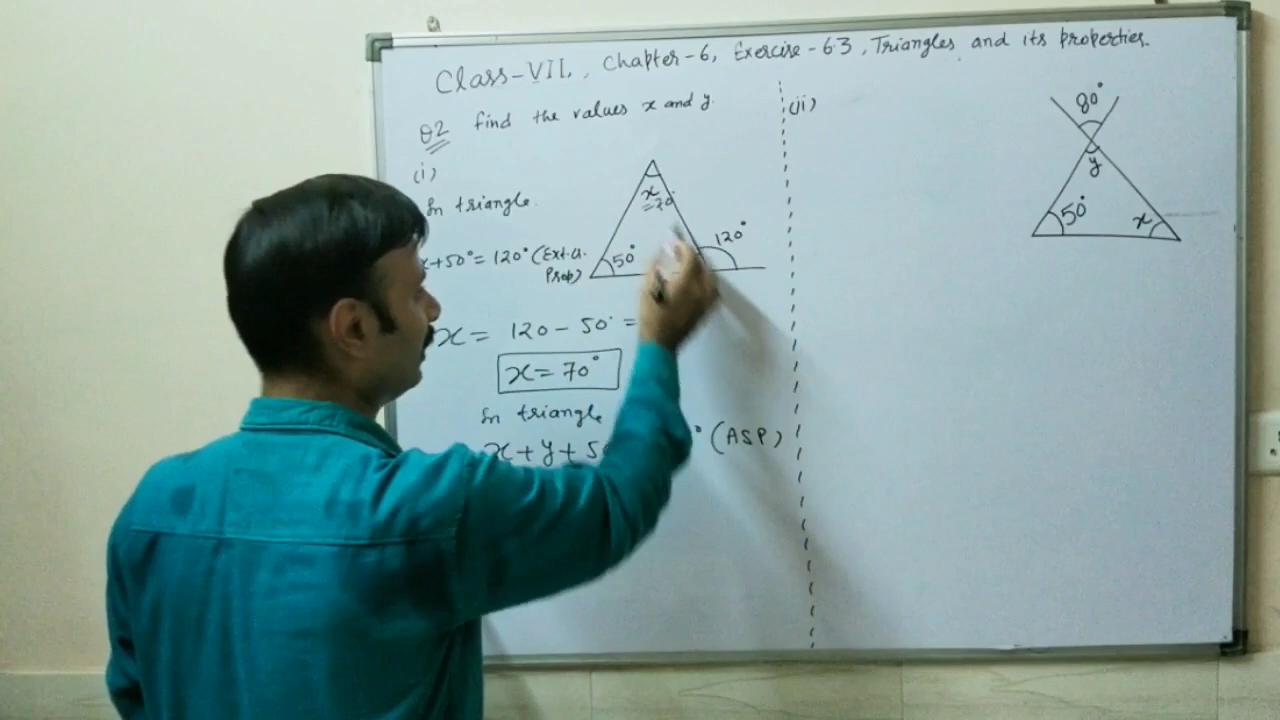 Class-VII, Chapter-6, Exercise-6.3, Triangles and its properties.
Q2 find the values x and y.
(i)
In triangle.
x+50°=120° (Ext.a.
Prop)
x = 120 - 50° =
x = 70°
In triangle
x+y+5
° (ASP)
x
50°
120°
(ii)
80°
y
50°
x